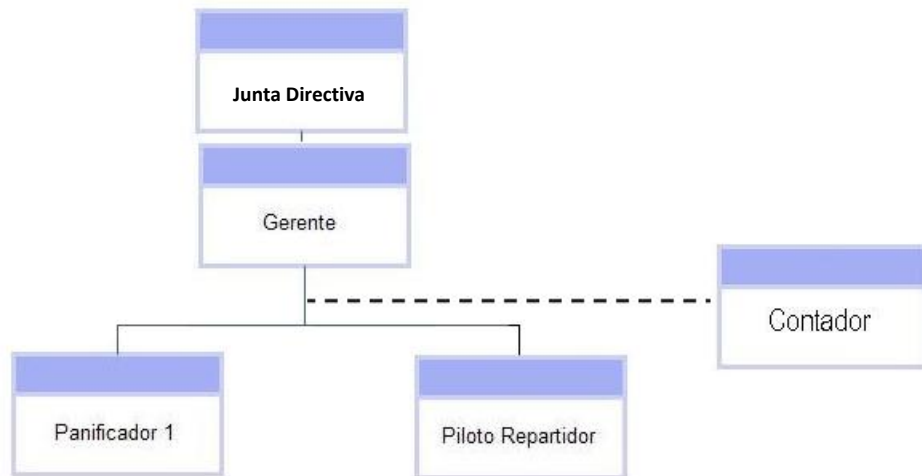 Junta Directiva
Gerente
Contador
Panificador 1
Piloto Repartidor